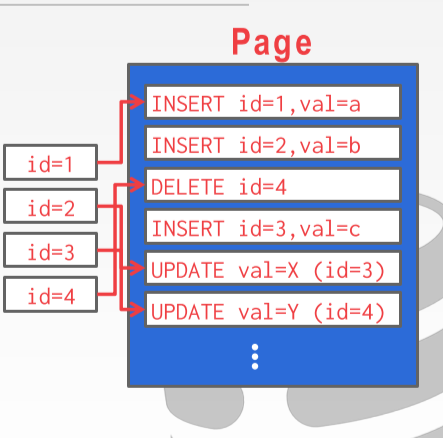 Page
INSERT id=1,val=a
INSERT id=2,val=b
DELETE id=4
INSERT id=3,val=c
UPDATE val=X (id=3)
UPDATE val=Y (id=4)
id=1
id=2
id=3
id=4